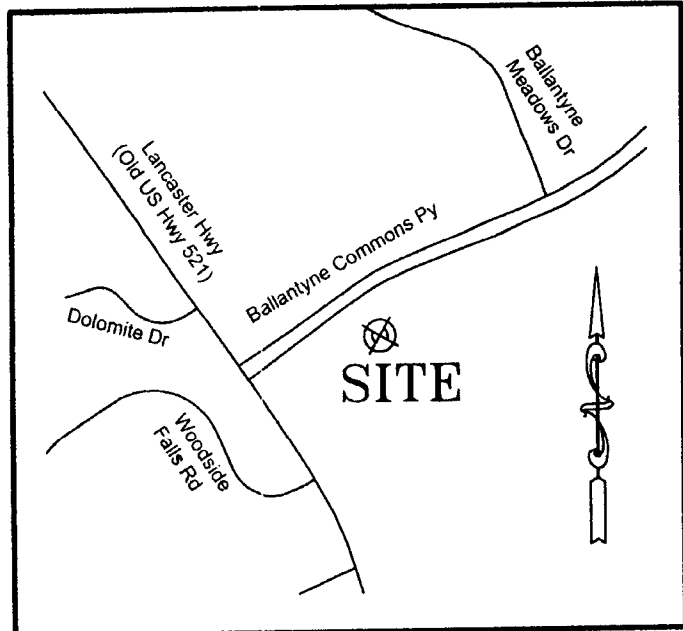 Ballantyne
Meadows Dr
Lancaster Hwy
(Old US Hwy 521)
Ballantyne Commons Py
Dolomite Dr
SITE
Woodside
Falls Rd